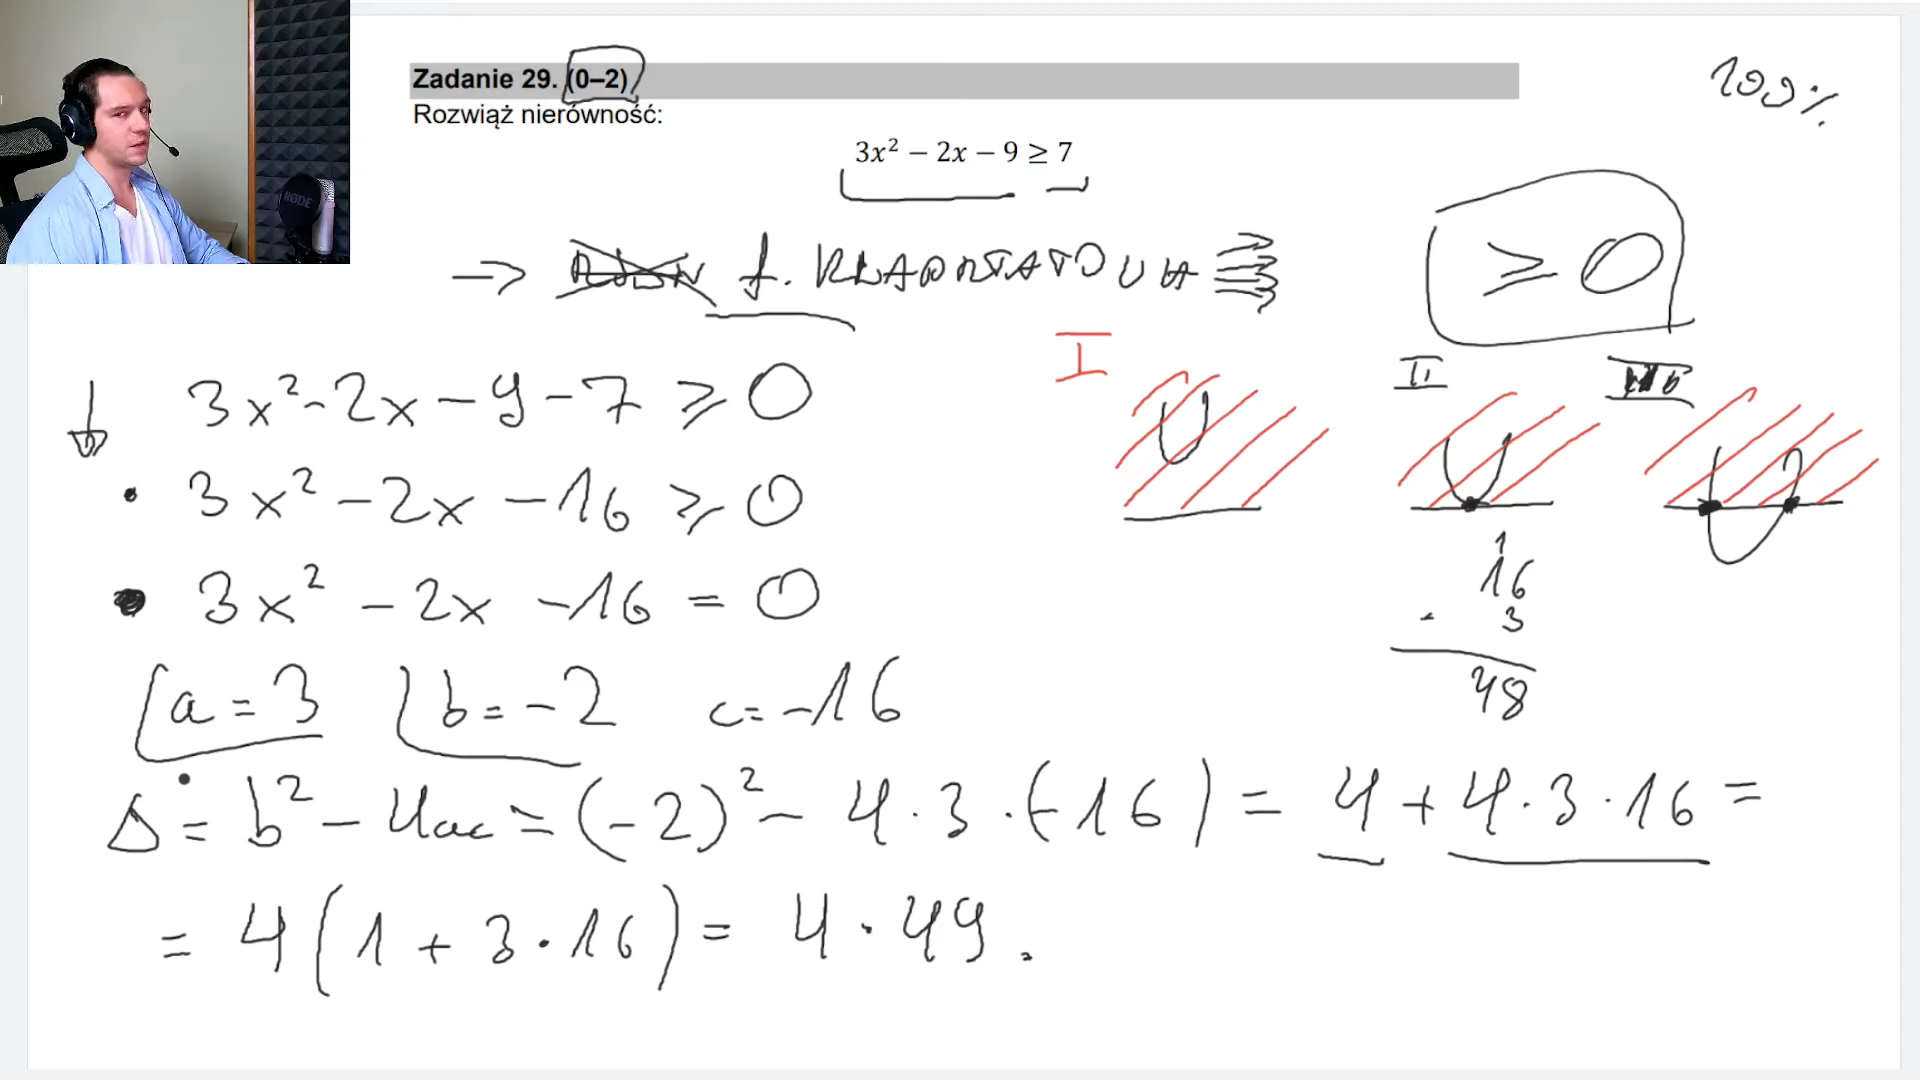 100%
Zadanie 29. (0–2)
Rozwiąż nierówność:
3x² − 2x − 9 ≥ 7
→ f. KWADRATOWA
≥ 0
I
II
3x² - 2x - 9 - 7 ≥ 0
• 3x² - 2x - 16 ≥ 0
• 3x² - 2x - 16 = 0
1
16
· 3
48
a = 3 b = -2 c = -16
Δ = b² - 4ac = (-2)² - 4 · 3 · (-16) = 4 + 4 · 3 · 16 =
= 4(1 + 3 · 16) = 4 · 49
RODE